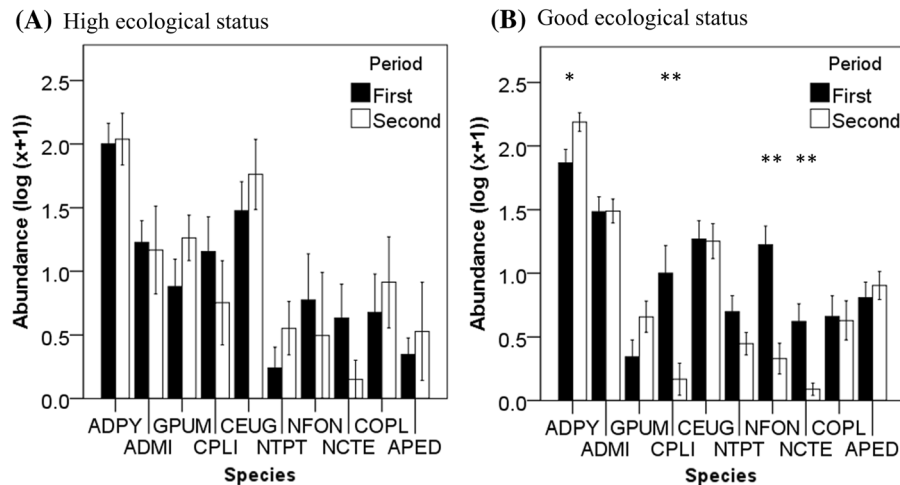 (A) High ecological status
Abundance (log (x+1))
2.5
2.0
1.5
1.0
0.5
0.0
Period
First
Second
ADPY GPUM CEUG NFON COPL
ADMI CPLI NTPT NCTE APED
Species
(B) Good ecological status
Abundance (log (x+1))
2.5
2.0
1.5
1.0
0.5
0.0
* **
** **
Period
First
Second
ADPY GPUM CEUG NFON COPL
ADMI CPLI NTPT NCTE APED
Species